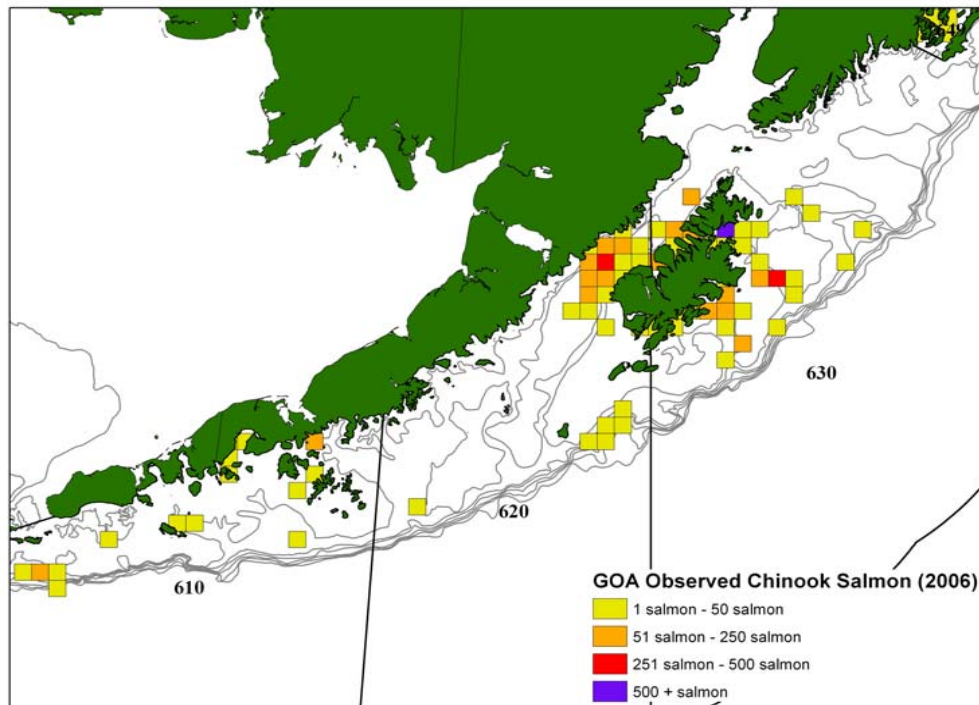 649
630
620
610
GOA Observed Chinook Salmon (2006)
1 salmon - 50 salmon
51 salmon - 250 salmon
251 salmon - 500 salmon
500 + salmon